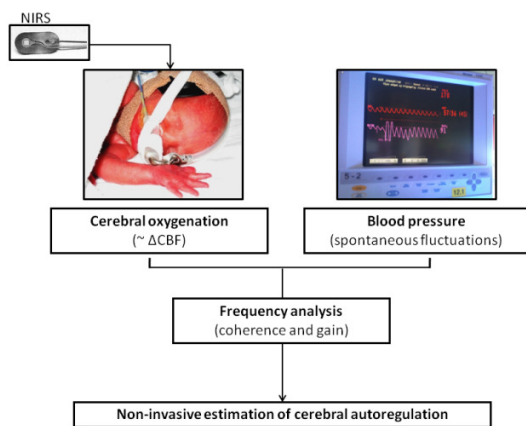 NIRS
Cerebral oxygenation
(~ ΔCBF)
Blood pressure
(spontaneous fluctuations)
Frequency analysis
(coherence and gain)
Non-invasive estimation of cerebral autoregulation